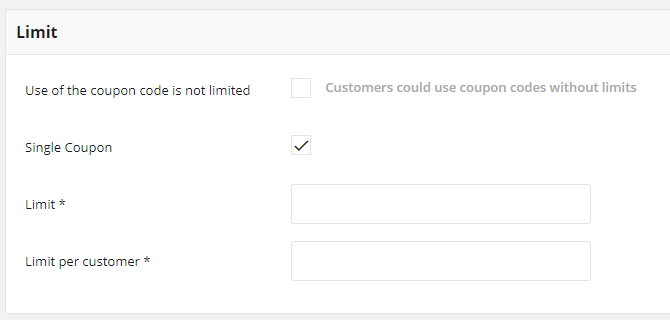 Limit
Use of the coupon code is not limited
Customers could use coupon codes without limits
Single Coupon
Limit *
Limit per customer *